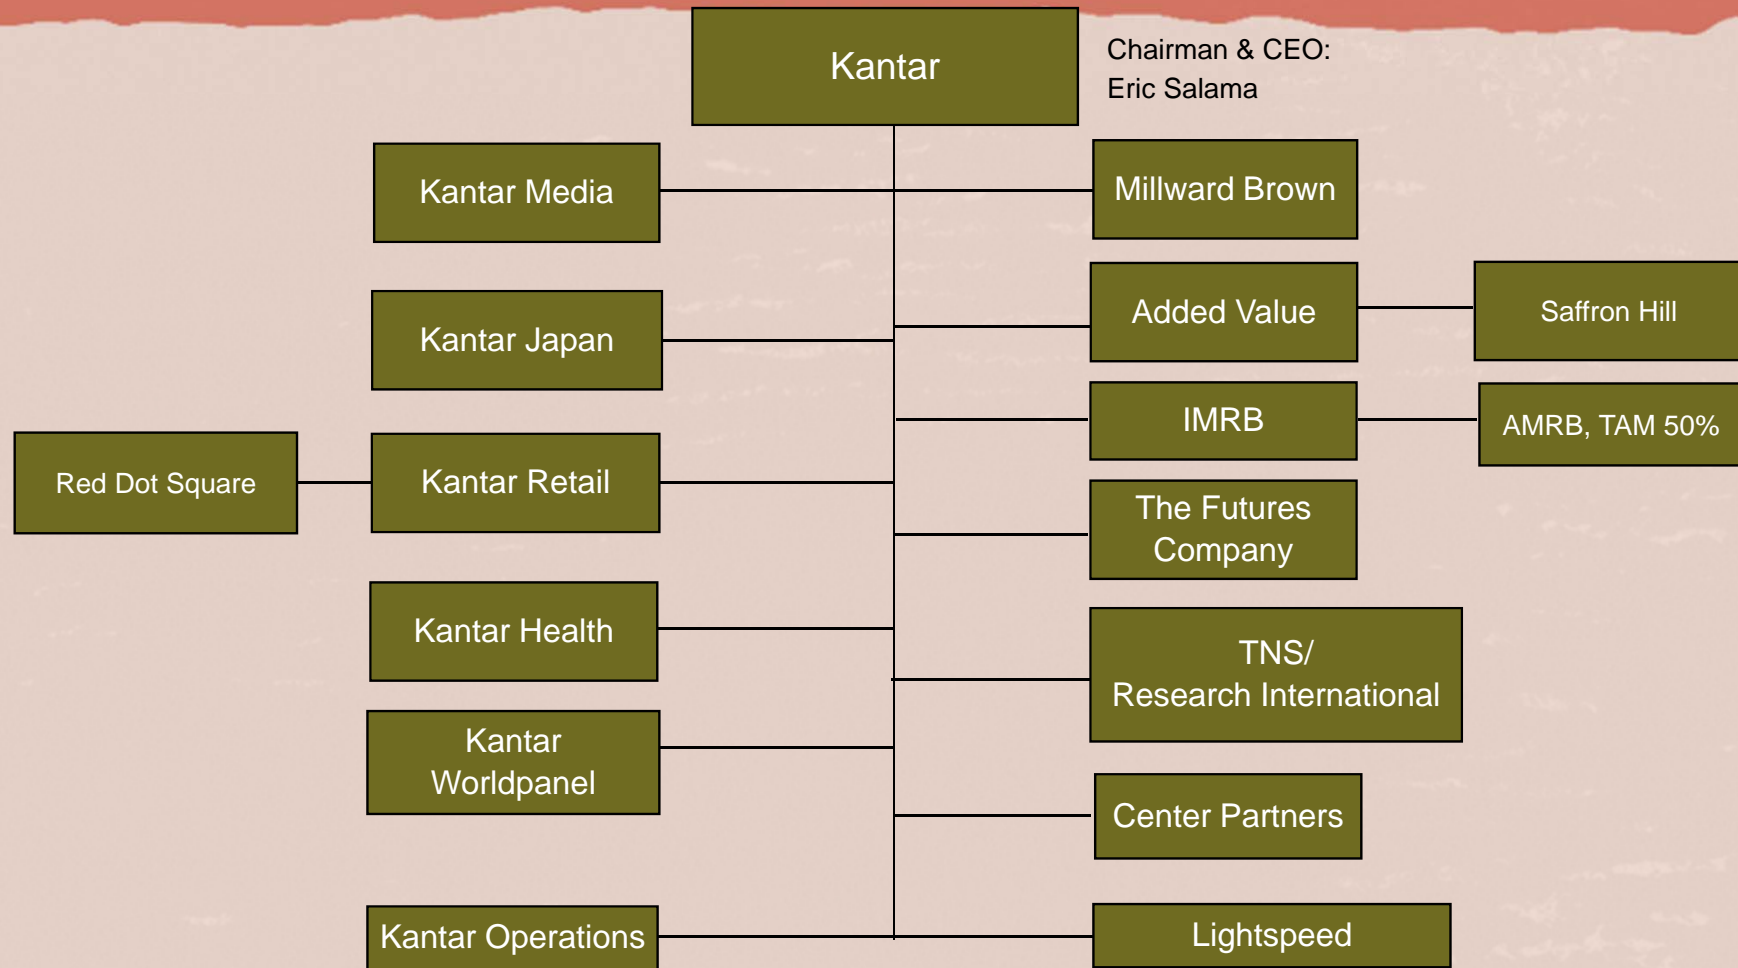 Kantar
Chairman & CEO:
Eric Salama
Kantar Media
Millward Brown
Kantar Japan
Added Value
Saffron Hill
Red Dot Square
Kantar Retail
IMRB
AMRB, TAM 50%
The Futures
Company
Kantar Health
TNS/
Research International
Kantar
Worldpanel
Center Partners
Kantar Operations
Lightspeed